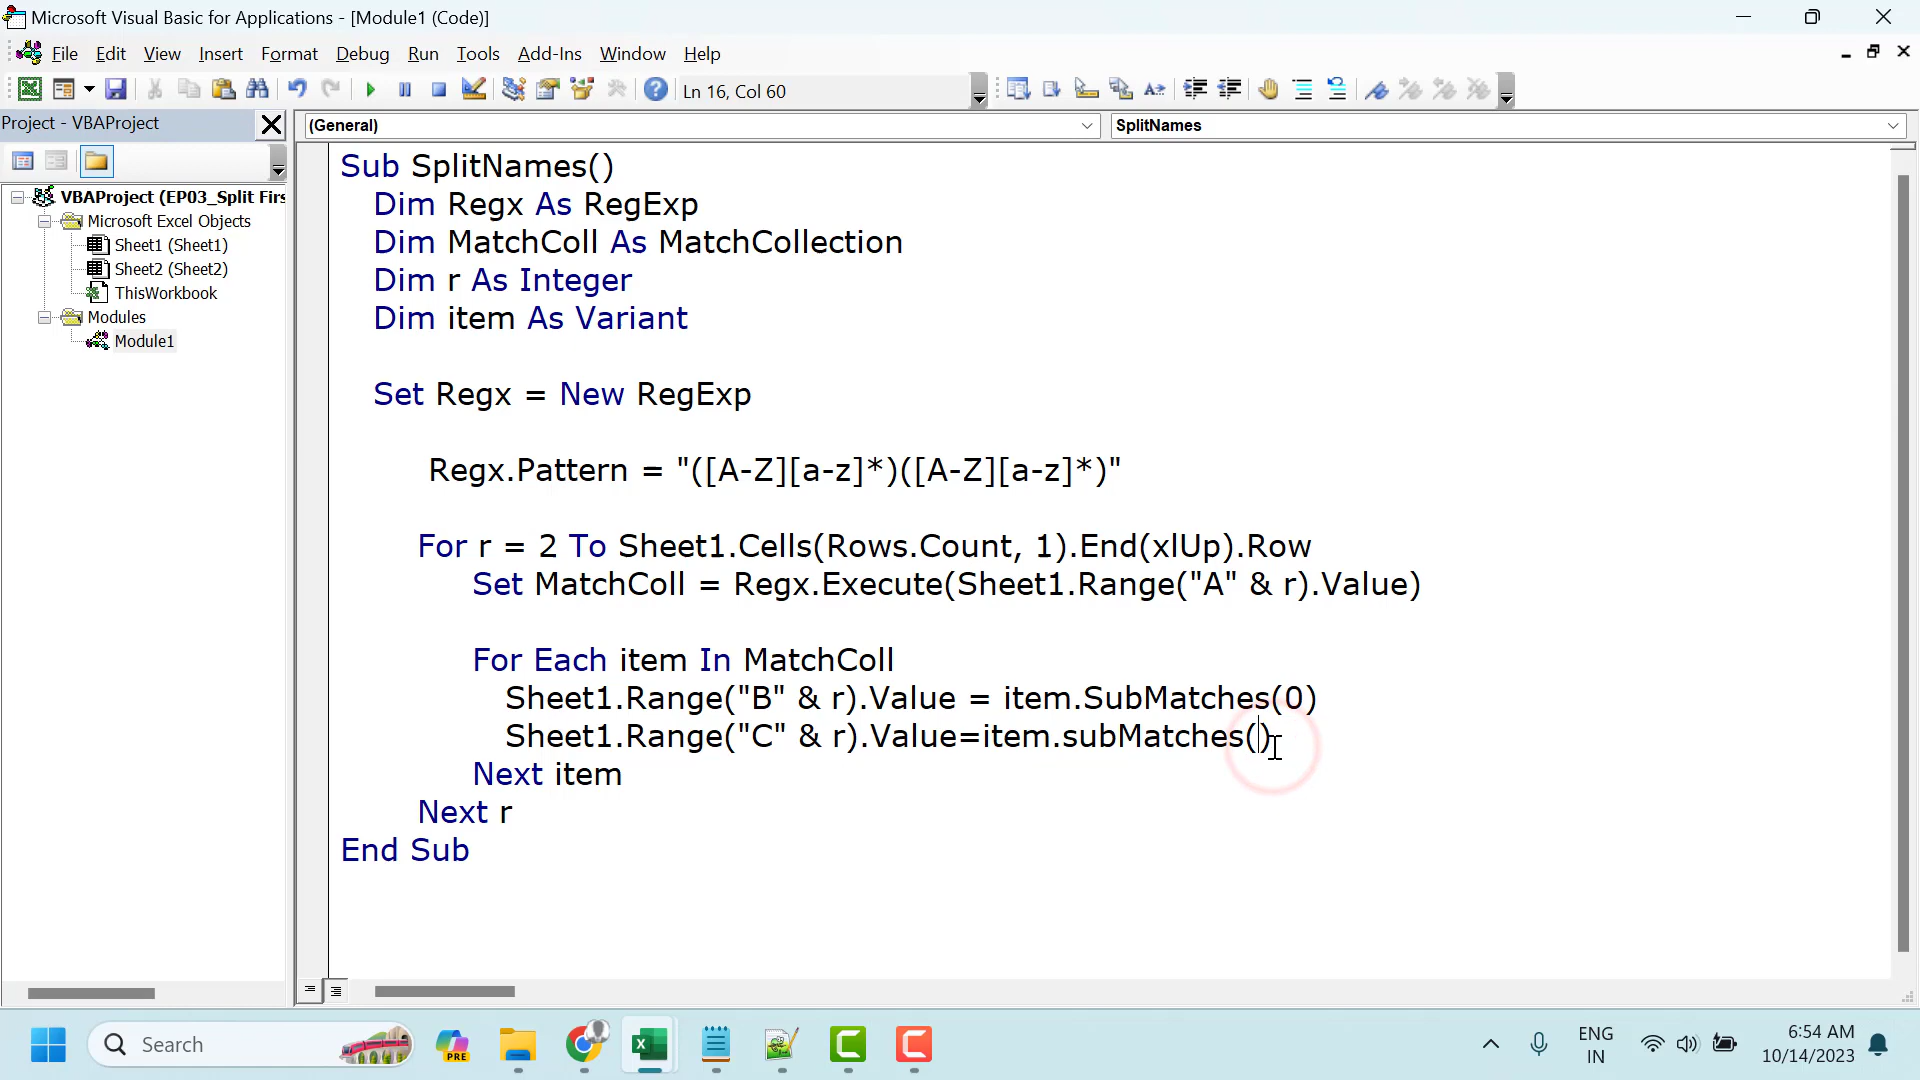 Microsoft Visual Basic for Applications - [Module1 (Code)]
File Edit View Insert Format Debug Run Tools Add-Ins Window Help
Ln 16, Col 60
Project - VBAProject
(General)
SplitNames
VBAProject (EP03_Split Firs
Microsoft Excel Objects
Sheet1 (Sheet1)
Sheet2 (Sheet2)
ThisWorkbook
Modules
Module1
Sub SplitNames()
Dim Regx As RegExp
Dim MatchColl As MatchCollection
Dim r As Integer
Dim item As Variant
Set Regx = New RegExp
Regx.Pattern = "([A-Z][a-z]*)([A-Z][a-z]*)"
For r = 2 To Sheet1.Cells(Rows.Count, 1).End(xlUp).Row
Set MatchColl = Regx.Execute(Sheet1.Range("A" & r).Value)
For Each item In MatchColl
Sheet1.Range("B" & r).Value = item.SubMatches(0)
Sheet1.Range("C" & r).Value=item.subMatches()
Next item
Next r
End Sub
Search
PRE
ENG
IN
6:54 AM
10/14/2023